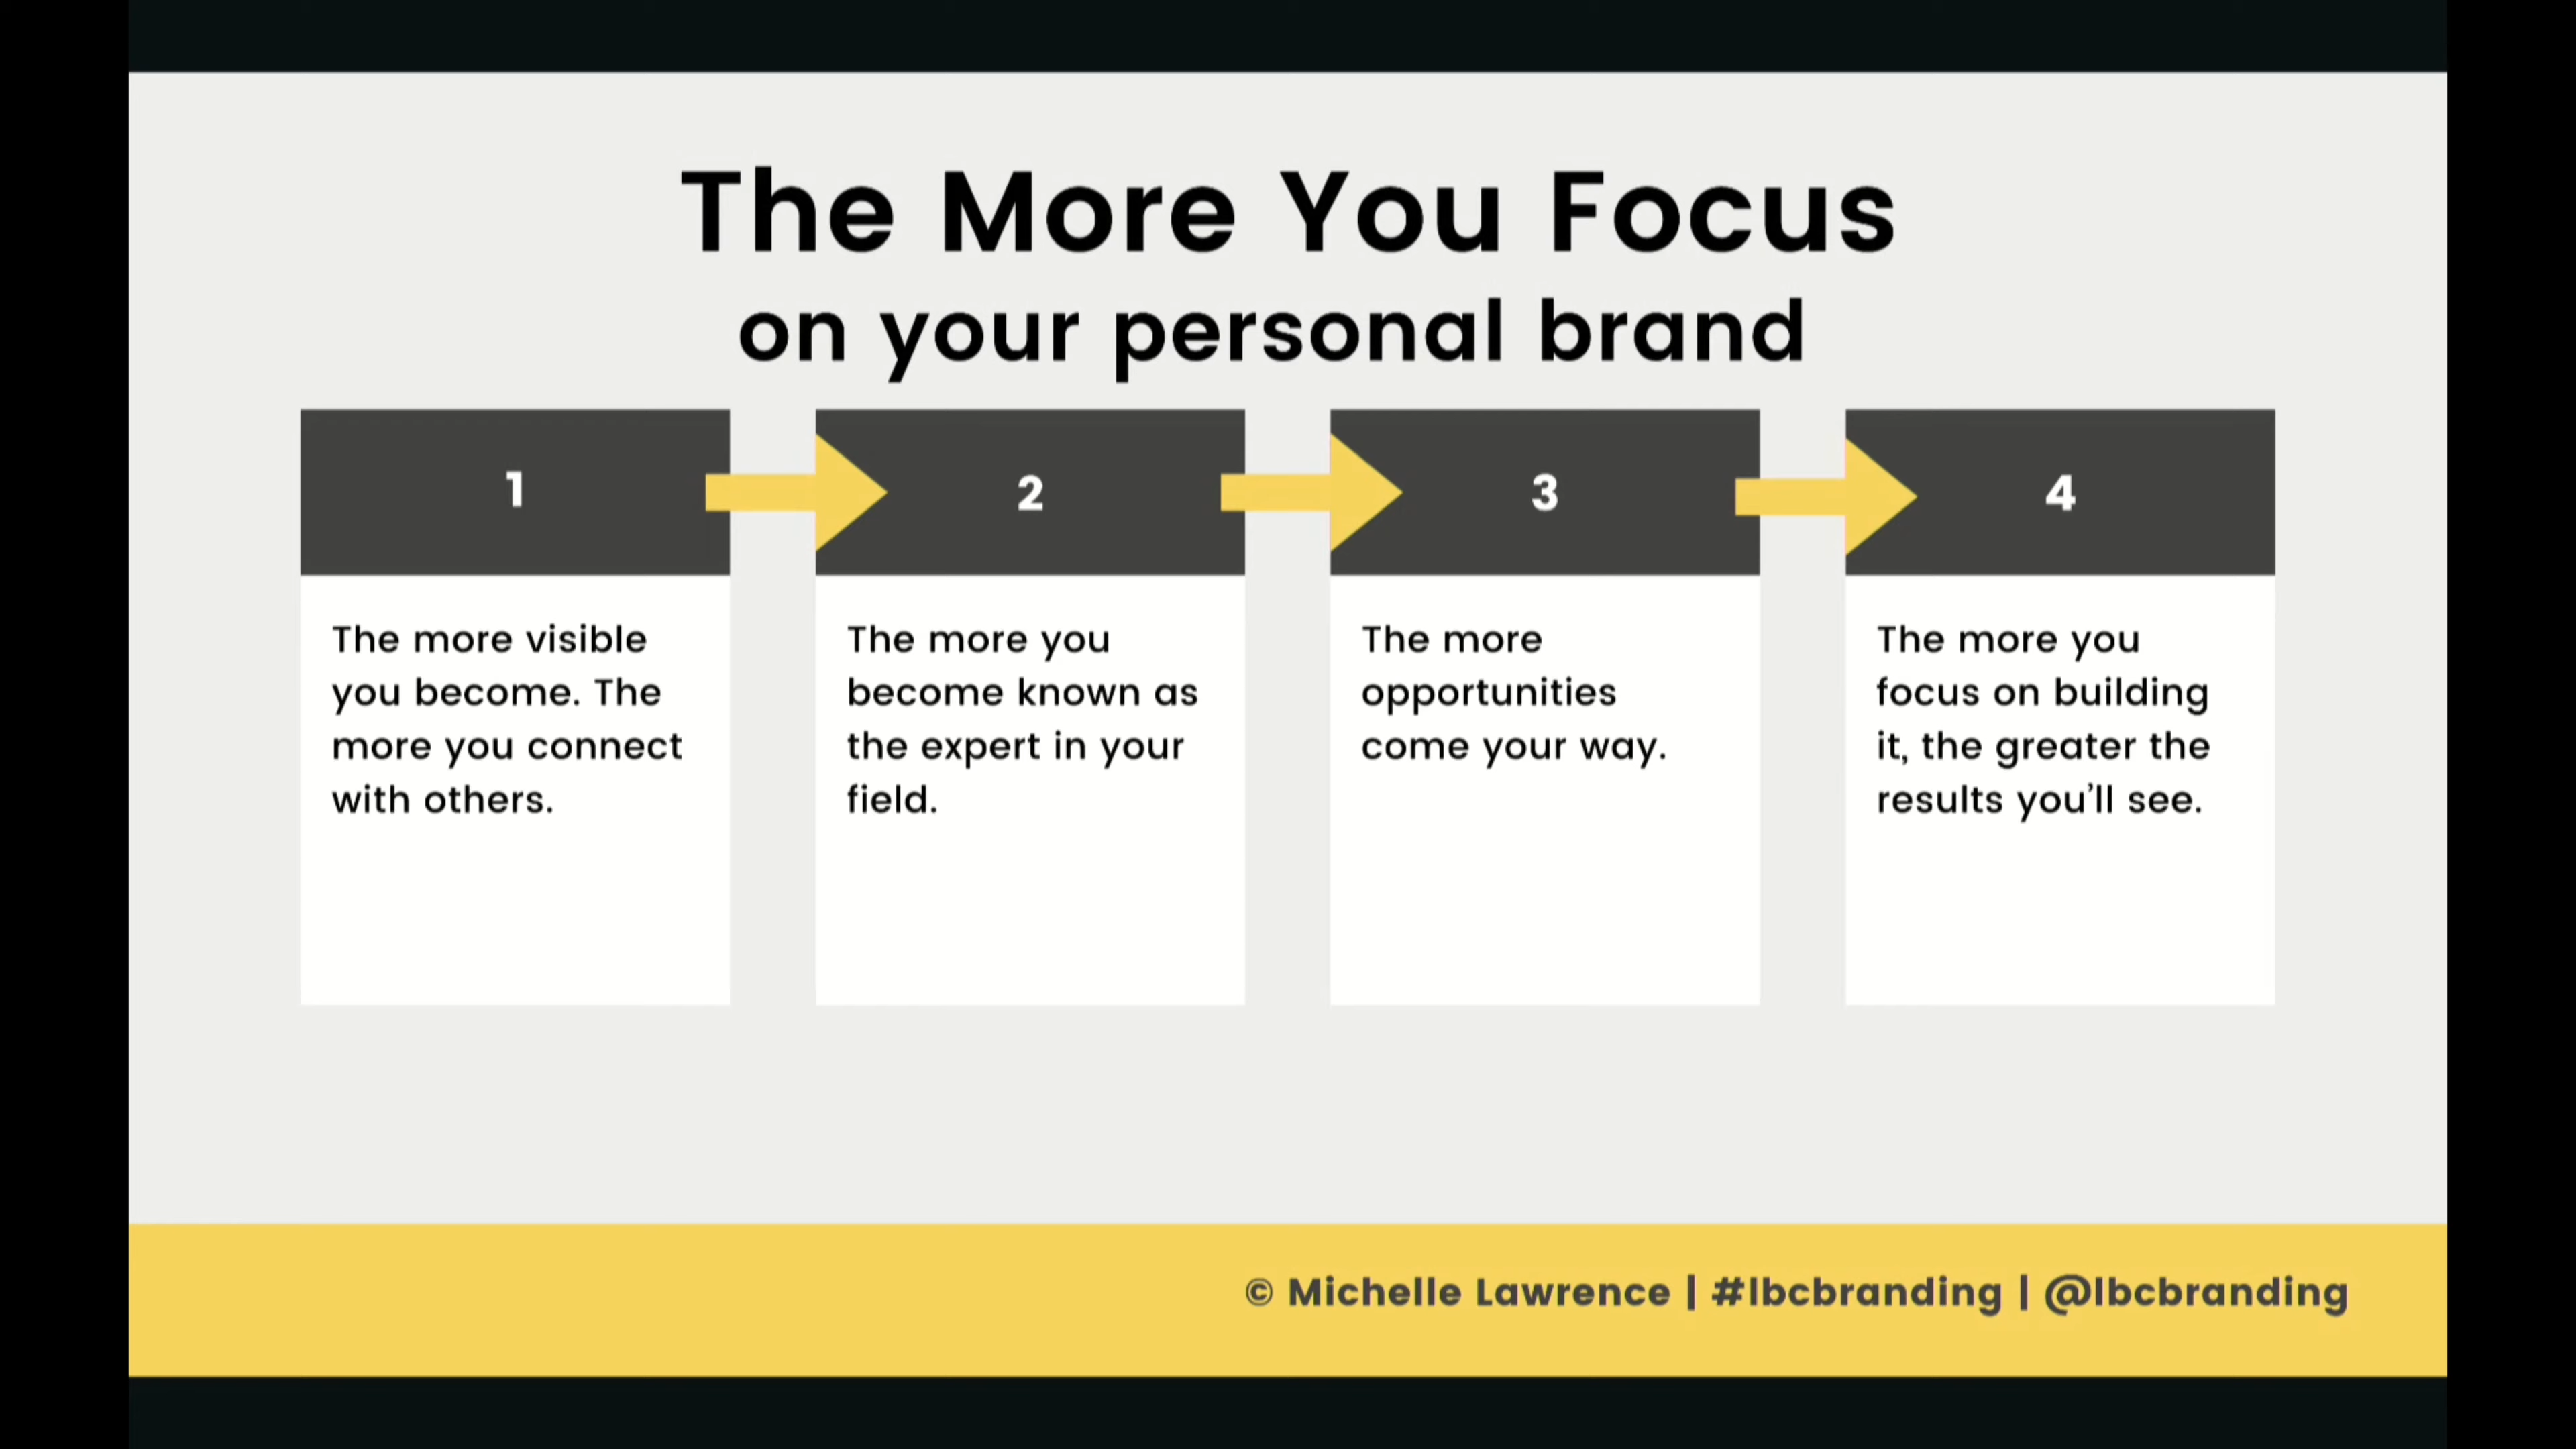 The More You Focus
on your personal brand
1
The more visible
you become. The
more you connect
with others.
2
The more you
become known as
the expert in your
field.
3
The more
opportunities
come your way.
4
The more you
focus on building
it, the greater the
results you'll see.
© Michelle Lawrence | #lbcbranding | @lbcbranding